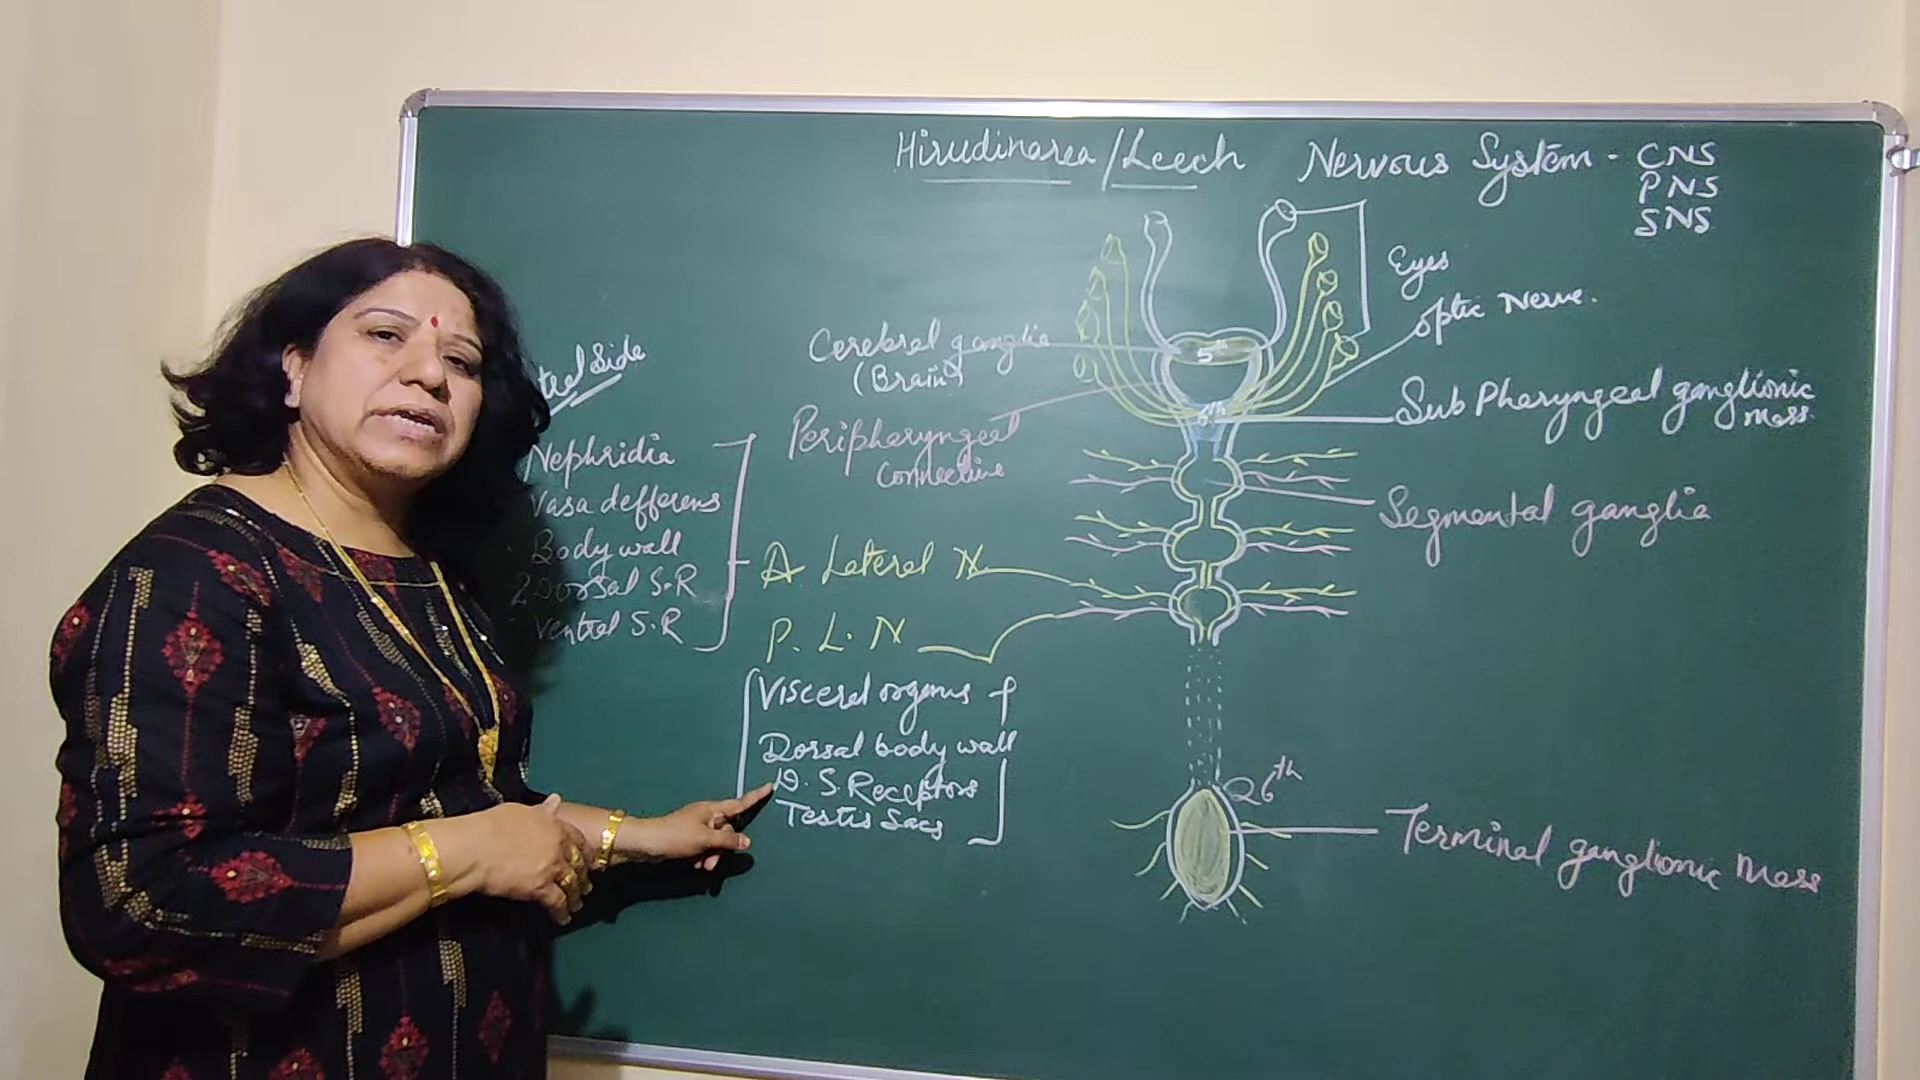 Hirudinarea / Leech Nervous System - CNS
PNS
SNS
Eyes
optic Nerve.
Cerebral ganglia
(Brain)
5th
Sub Pharyngeal ganglionic
mass
Peripharyngeal
Connective
Segmental ganglia
Side
Nephridia
Vasa defferens
Body wall
2 Dorsal S.R
Ventral S.R
A Lateral N
P. L. N
Visceral organs f
Dorsal body wall
D. S. Receptors
Testis Sacs
26th
Terminal ganglionic Mass